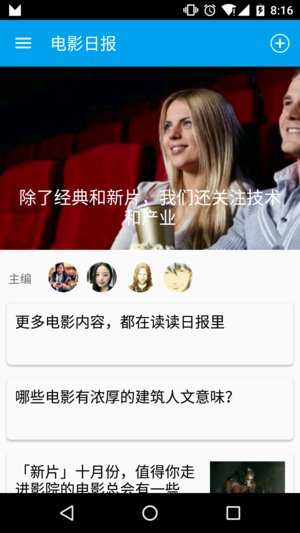 8:16
电影日报
除了经典和新片，我们还关注技术
和产业
主编
更多电影内容，都在读读日报里
哪些电影有浓厚的建筑人文意味？
「新片」十月份，值得你走
进影院的电影总会有一些